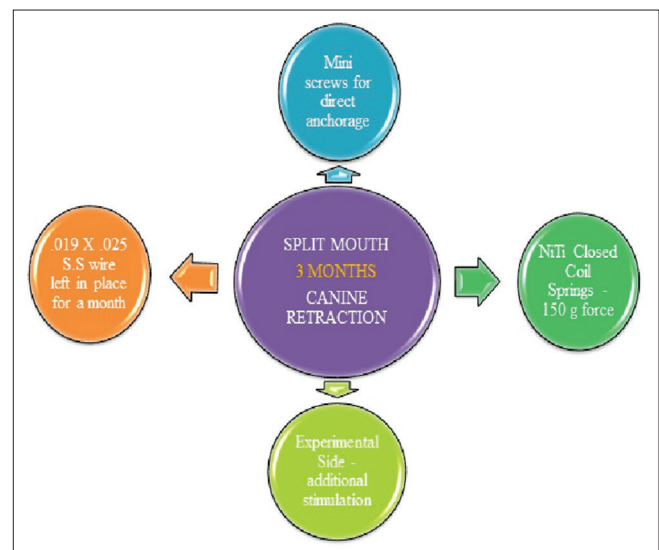 Mini
screws for
direct
anchorage
.019 X .025
S.S wire
left in place
for a month
SPLIT MOUTH
3 MONTHS
CANINE
RETRACTION
NiTi Closed
Coil
Springs -
150 g force
Experimental
Side -
additional
stimulation